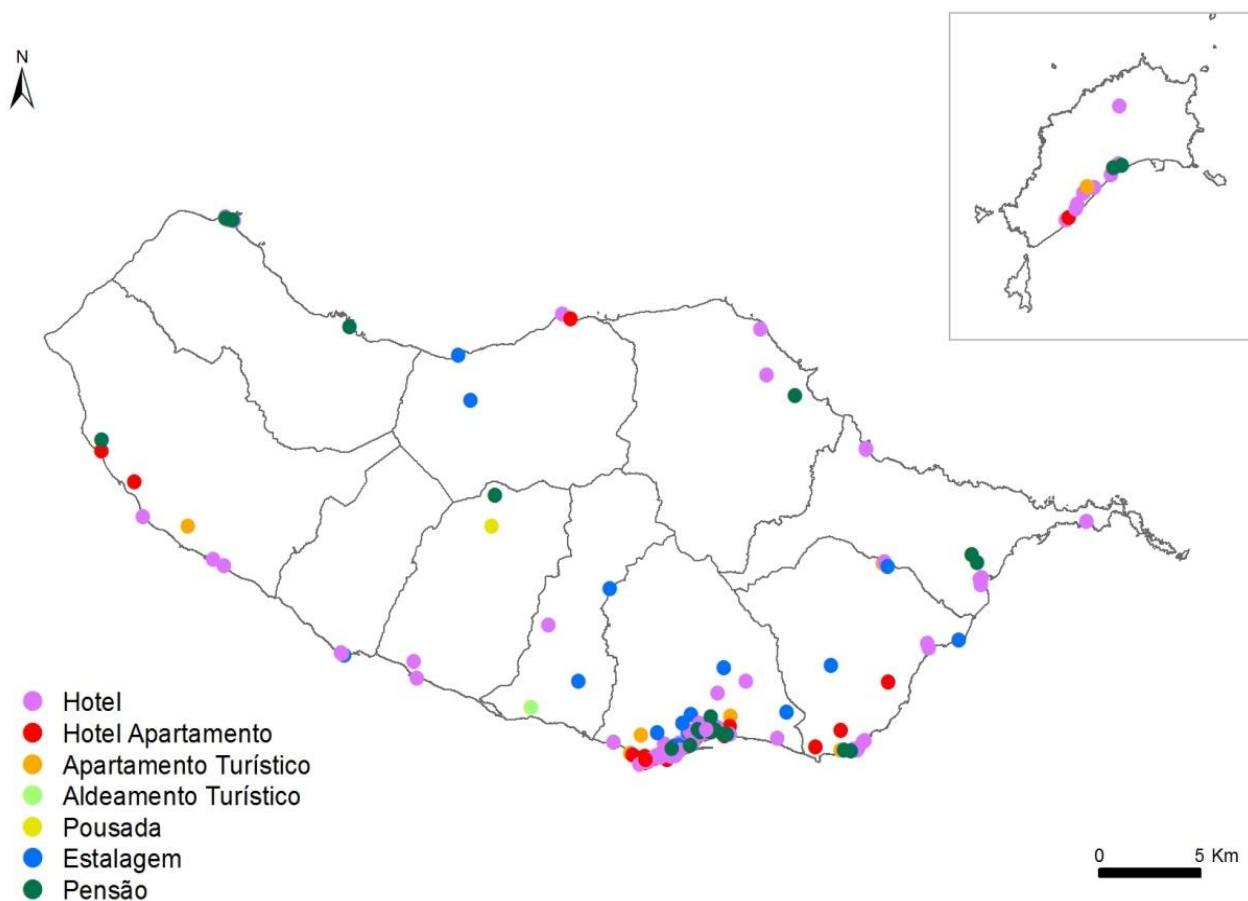 N
Hotel
Hotel Apartamento
Apartamento Turístico
Aldeamento Turístico
Pousada
Estalagem
Pensão
0 5 Km